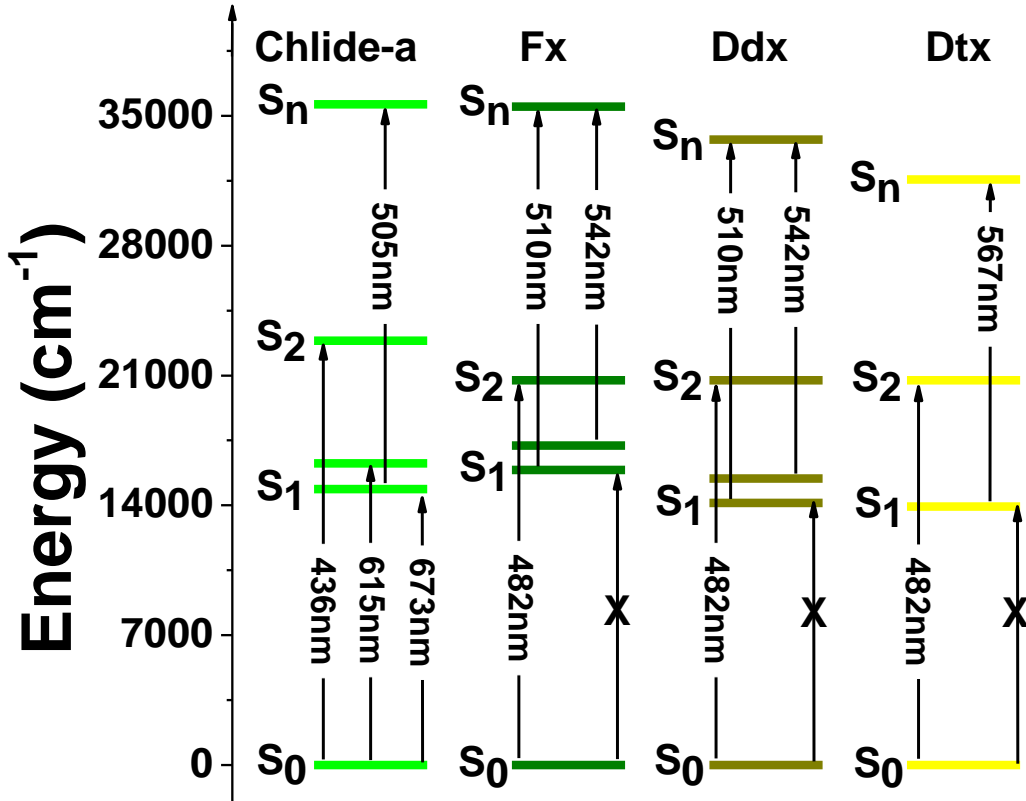 Energy (cm⁻¹)
35000
28000
21000
14000
7000
0
Chlide-a
Sₙ
S₂
S₁
S₀
505nm
436nm
615nm
673nm
Fx
Sₙ
S₂
S₁
S₀
510nm
542nm
482nm
X
Ddx
Sₙ
S₂
S₁
S₀
510nm
542nm
482nm
X
Dtx
Sₙ
S₂
S₁
S₀
567nm
482nm
X